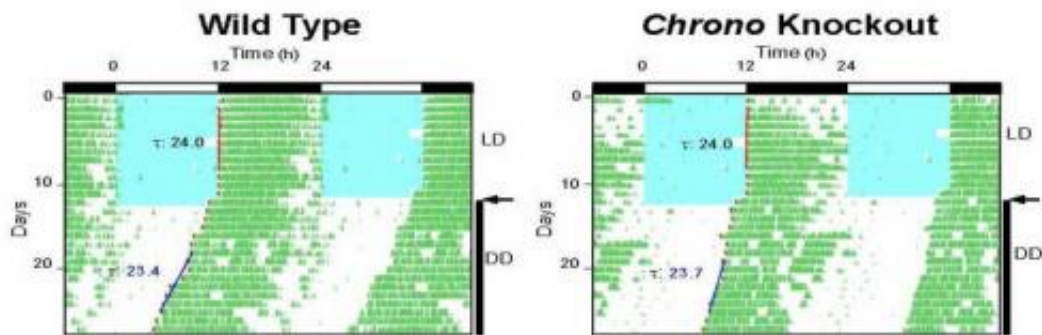 Wild Type
Time (h)
0 12 24
0
10
20
Days
τ: 24.0
τ: 23.4
LD
DD
Chrono Knockout
Time (h)
0 12 24
0
10
20
Days
τ: 24.0
τ: 23.7
LD
DD